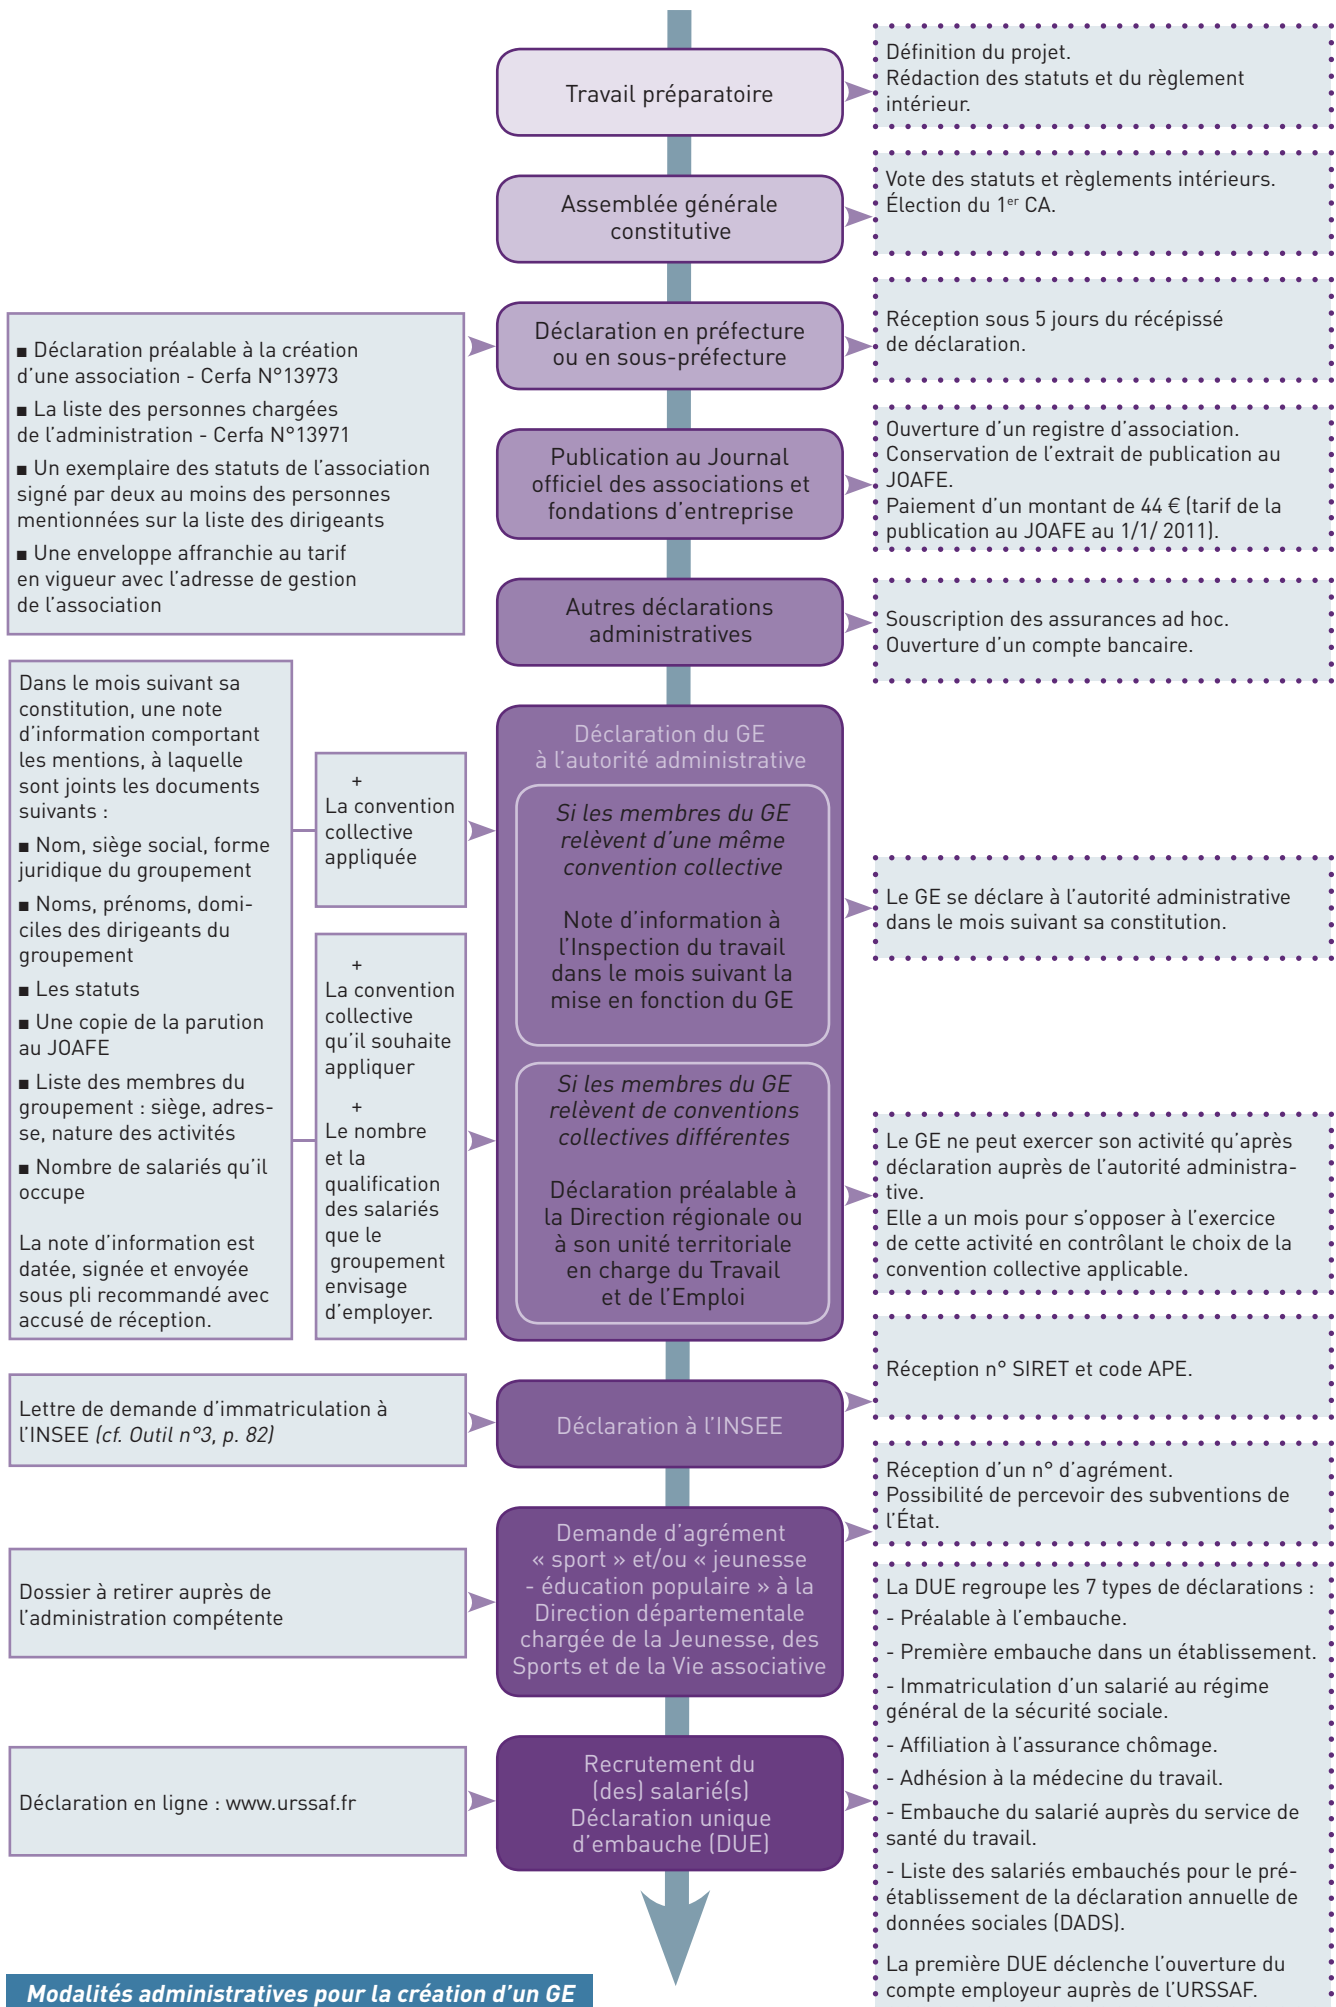 Travail préparatoire
Définition du projet.
Rédaction des statuts et du règlement
intérieur.
Assemblée générale
constitutive
Vote des statuts et règlements intérieurs.
Élection du 1er CA.
■ Déclaration préalable à la création
d'une association - Cerfa N°13973
■ La liste des personnes chargées
de l'administration - Cerfa N°13971
■ Un exemplaire des statuts de l'association
signé par deux au moins des personnes
mentionnées sur la liste des dirigeants
■ Une enveloppe affranchie au tarif
en vigueur avec l'adresse de gestion
de l'association
Déclaration en préfecture
ou en sous-préfecture
Réception sous 5 jours du récépissé
de déclaration.
Publication au Journal
officiel des associations et
fondations d'entreprise
Ouverture d'un registre d'association.
Conservation de l'extrait de publication au
JOAFE.
Paiement d'un montant de 44 € (tarif de la
publication au JOAFE au 1/1/ 2011).
Autres déclarations
administratives
Souscription des assurances ad hoc.
Ouverture d'un compte bancaire.
Dans le mois suivant sa
constitution, une note
d'information comportant
les mentions, à laquelle
sont joints les documents
suivants :
■ Nom, siège social, forme
juridique du groupement
■ Noms, prénoms, domi-
ciles des dirigeants du
groupement
■ Les statuts
■ Une copie de la parution
au JOAFE
■ Liste des membres du
groupement : siège, adres-
se, nature des activités
■ Nombre de salariés qu'il
occupe
La note d'information est
datée, signée et envoyée
sous pli recommandé avec
accusé de réception.
+
La convention
collective
appliquée
+
La convention
collective
qu'il souhaite
appliquer
+
Le nombre
et la
qualification
des salariés
que le
groupement
envisage
d'employer.
Déclaration du GE
à l'autorité administrative
Si les membres du GE
relèvent d'une même
convention collective
Note d'information à
l'Inspection du travail
dans le mois suivant la
mise en fonction du GE
Si les membres du GE
relèvent de conventions
collectives différentes
Déclaration préalable à
la Direction régionale ou
à son unité territoriale
en charge du Travail
et de l'Emploi
Le GE se déclare à l'autorité administrative
dans le mois suivant sa constitution.
Le GE ne peut exercer son activité qu'après
déclaration auprès de l'autorité administra-
tive.
Elle a un mois pour s'opposer à l'exercice
de cette activité en contrôlant le choix de la
convention collective applicable.
Lettre de demande d'immatriculation à
l'INSEE (cf. Outil n°3, p. 82)
Déclaration à l'INSEE
Réception n° SIRET et code APE.
Dossier à retirer auprès de
l'administration compétente
Demande d'agrément
« sport » et/ou « jeunesse
- éducation populaire » à la
Direction départementale
chargée de la Jeunesse, des
Sports et de la Vie associative
Réception d'un n° d'agrément.
Possibilité de percevoir des subventions de
l'État.
Déclaration en ligne : www.urssaf.fr
Recrutement du
(des) salarié(s)
Déclaration unique
d'embauche (DUE)
La DUE regroupe les 7 types de déclarations :
- Préalable à l'embauche.
- Première embauche dans un établissement.
- Immatriculation d'un salarié au régime
général de la sécurité sociale.
- Affiliation à l'assurance chômage.
- Adhésion à la médecine du travail.
- Embauche du salarié auprès du service de
santé du travail.
- Liste des salariés embauchés pour le pré-
établissement de la déclaration annuelle de
données sociales (DADS).
La première DUE déclenche l'ouverture du
compte employeur auprès de l'URSSAF.
Modalités administratives pour la création d'un GE